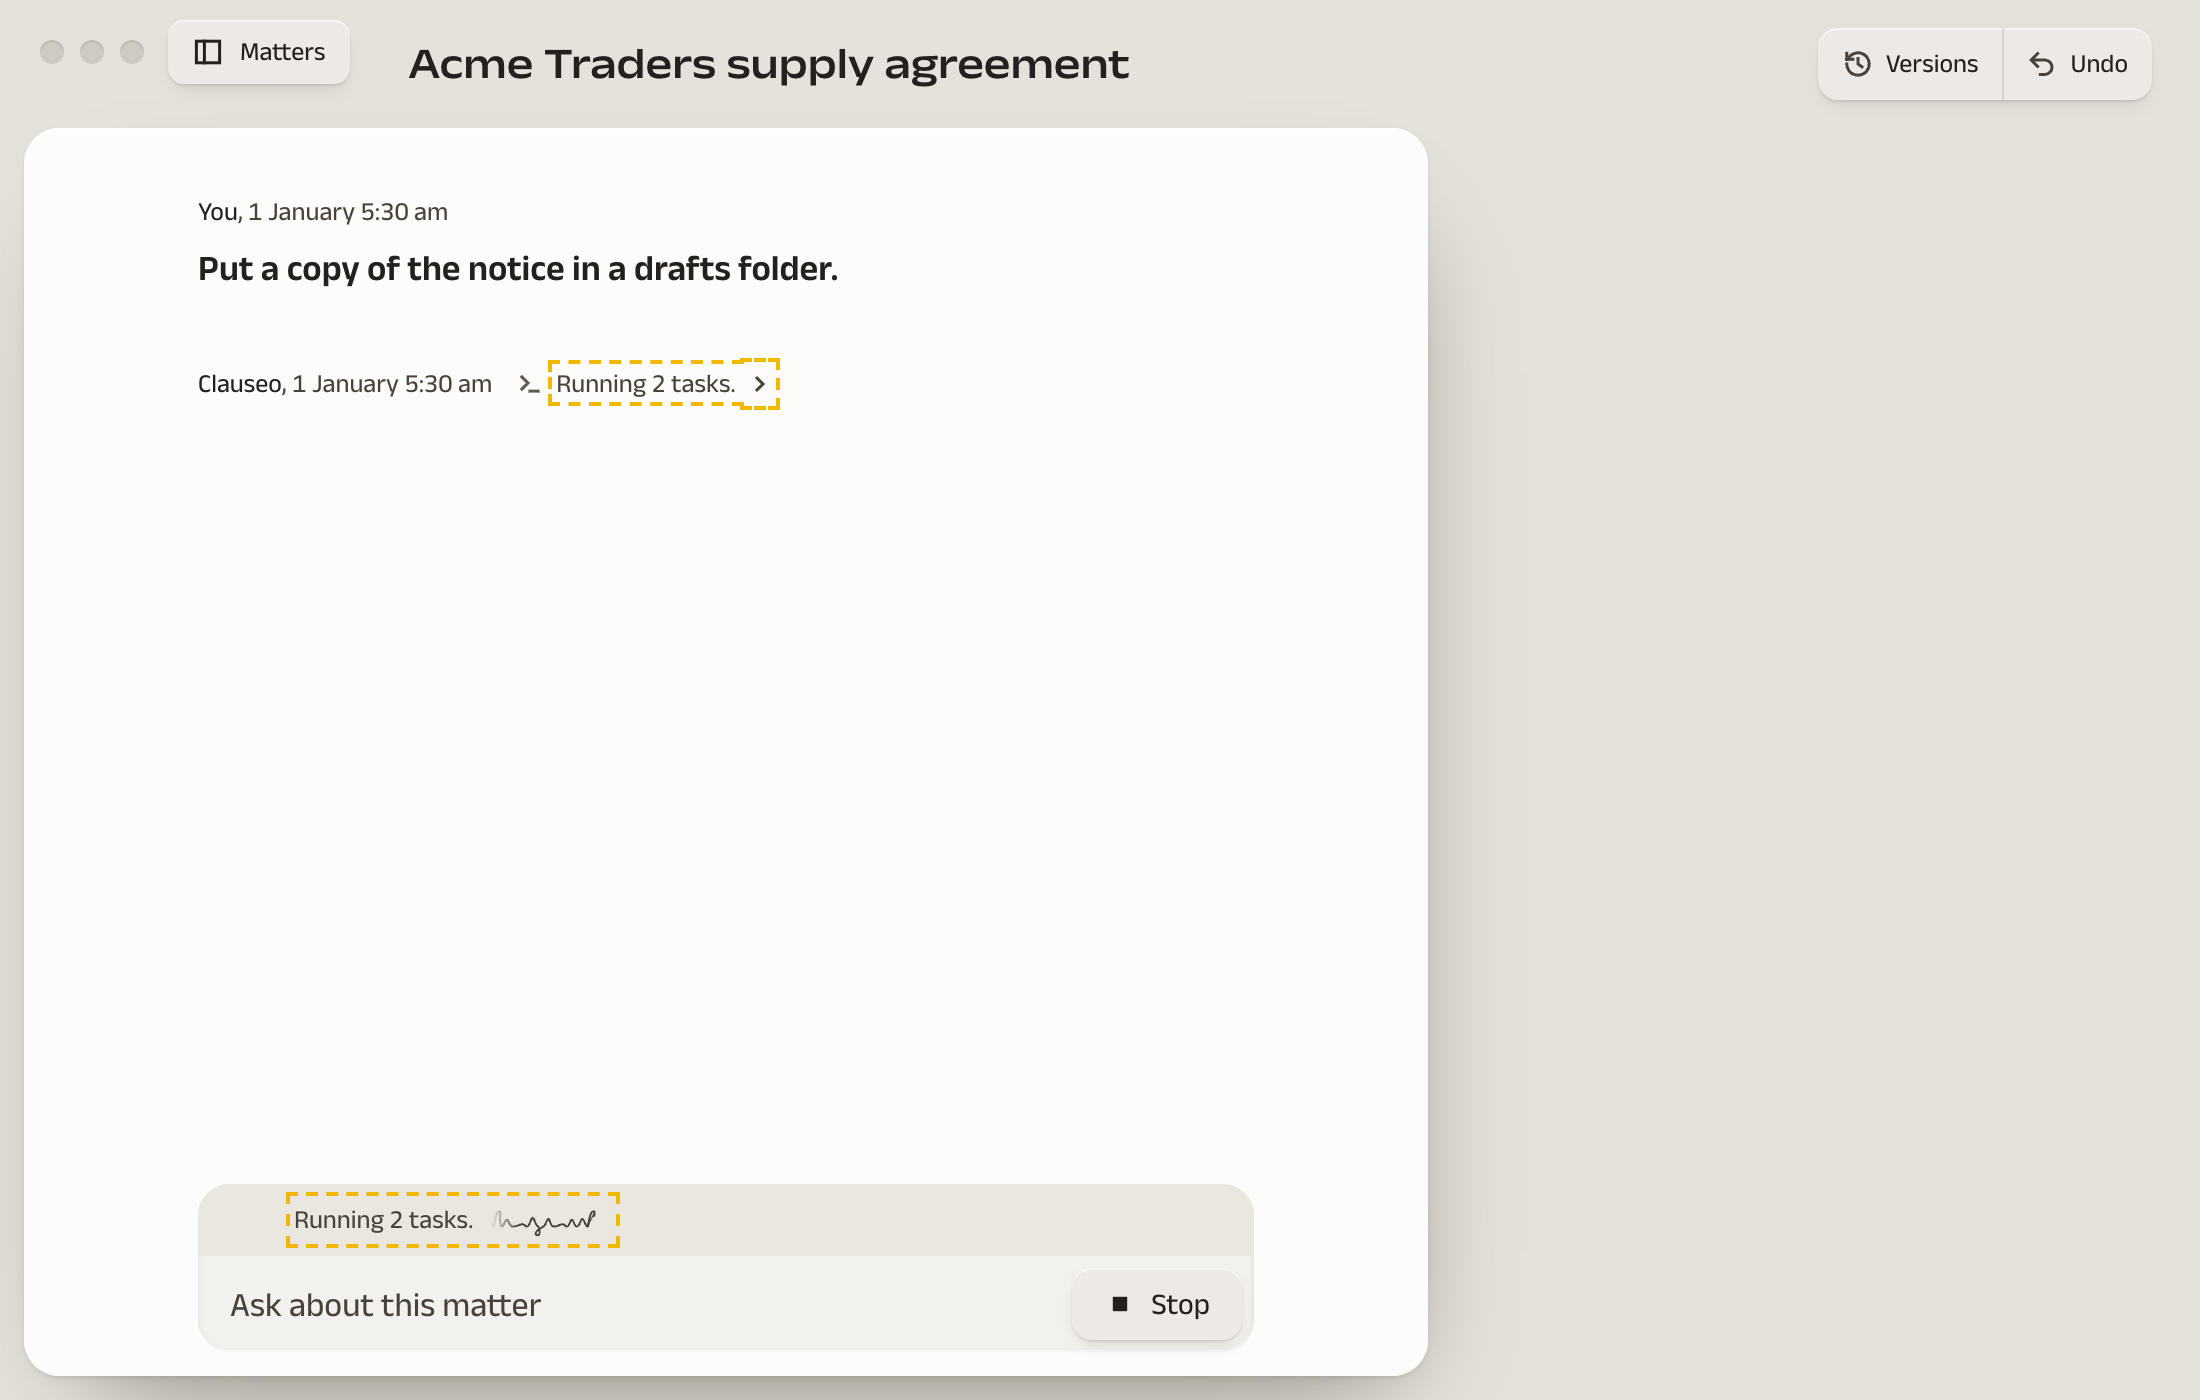 Matters
Acme Traders supply agreement
Versions
Undo
You, 1 January 5:30 am
Put a copy of the notice in a drafts folder.
Clauseo, 1 January 5:30 am
Running 2 tasks.
Running 2 tasks.
Ask about this matter
Stop